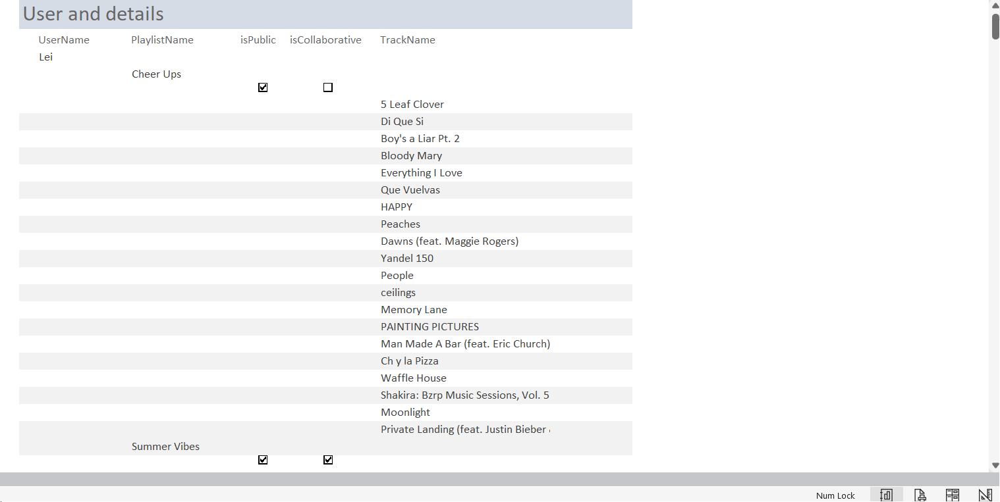 User and details
UserName PlaylistName isPublic isCollaborative TrackName
Lei
Cheer Ups
5 Leaf Clover
Di Que Si
Boy's a Liar Pt. 2
Bloody Mary
Everything I Love
Que Vuelvas
HAPPY
Peaches
Dawns (feat. Maggie Rogers)
Yandel 150
People
ceilings
Memory Lane
PAINTING PICTURES
Man Made A Bar (feat. Eric Church)
Ch y la Pizza
Waffle House
Shakira: Bzrp Music Sessions, Vol. 5
Moonlight
Private Landing (feat. Justin Bieber
Summer Vibes
Num Lock